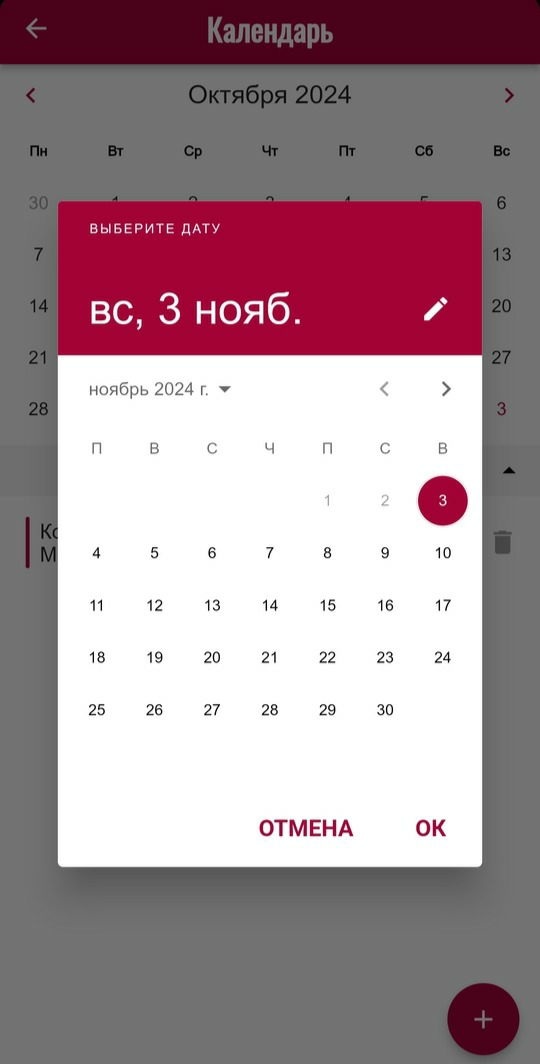 Календарь
Октября 2024
Пн Вт Ср Чт Пт Сб Вс
30 1 2 3 4 5 6
ВЫБЕРИТЕ ДАТУ
7 13
вс, 3 нояб.
14 20
21 27
ноябрь 2024 г.
28 3
П В С Ч П С В
1 2 3
4 5 6 7 8 9 10
11 12 13 14 15 16 17
18 19 20 21 22 23 24
25 26 27 28 29 30
ОТМЕНА ОК